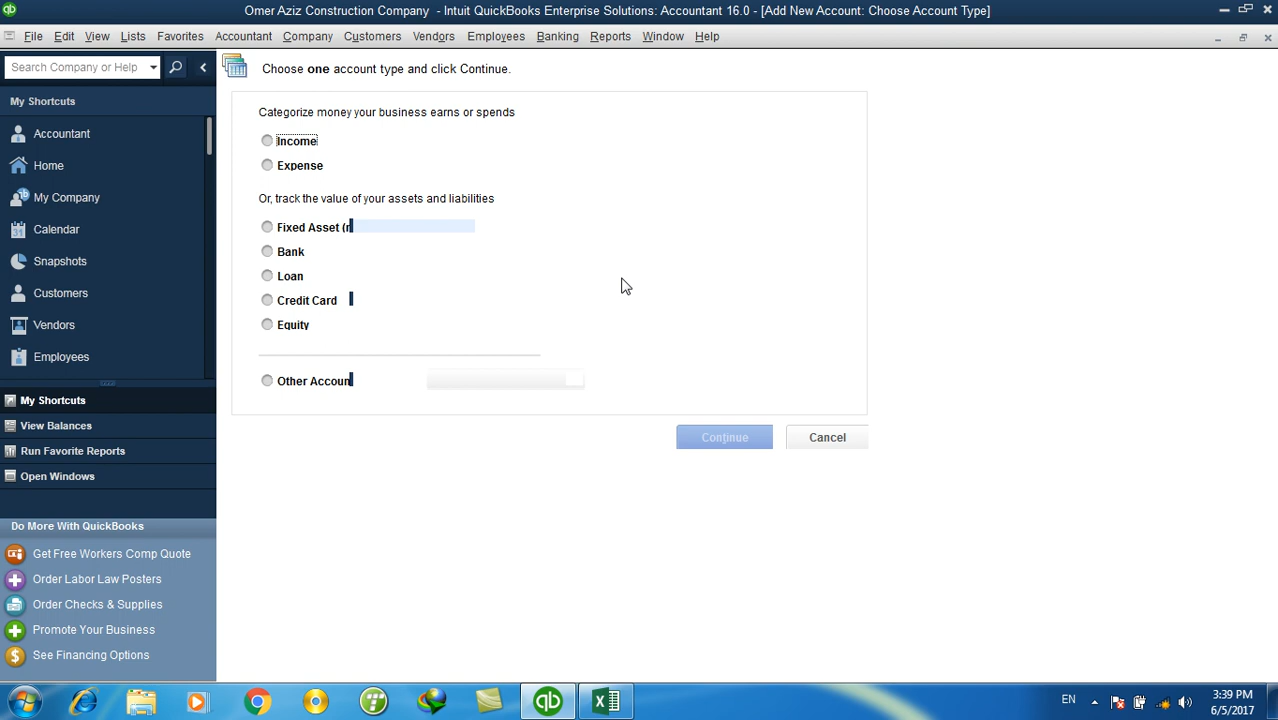 Omer Aziz Construction Company - Intuit QuickBooks Enterprise Solutions: Accountant 16.0 - [Add New Account: Choose Account Type]
File Edit View Lists Favorites Accountant Company Customers Vendors Employees Banking Reports Window Help
Search Company or Help
Choose one account type and click Continue.
My Shortcuts
Accountant
Home
My Company
Calendar
Snapshots
Customers
Vendors
Employees
My Shortcuts
View Balances
Run Favorite Reports
Open Windows
Do More With QuickBooks
Get Free Workers Comp Quote
Order Labor Law Posters
Order Checks & Supplies
Promote Your Business
See Financing Options
Categorize money your business earns or spends
Income
Expense
Or, track the value of your assets and liabilities
Fixed Asset (
Bank
Loan
Credit Card
Equity
Other Accoun
Continue Cancel
EN
3:39 PM
6/5/2017